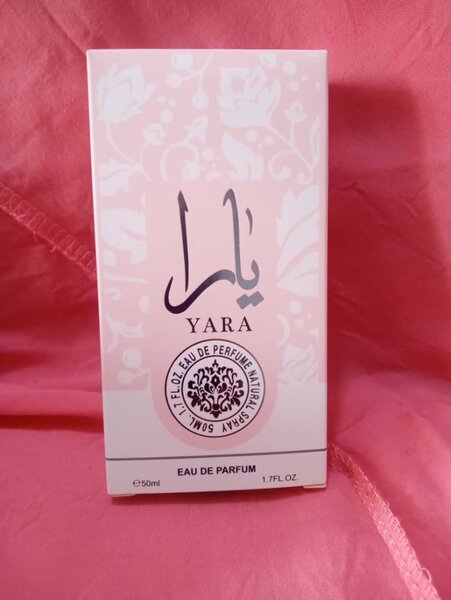 يارا
YARA
50ML. 1.7 FL.OZ. EAU DE PERFUME NATURAL SPRAY
EAU DE PARFUM
℮50ml 1.7FL.OZ.